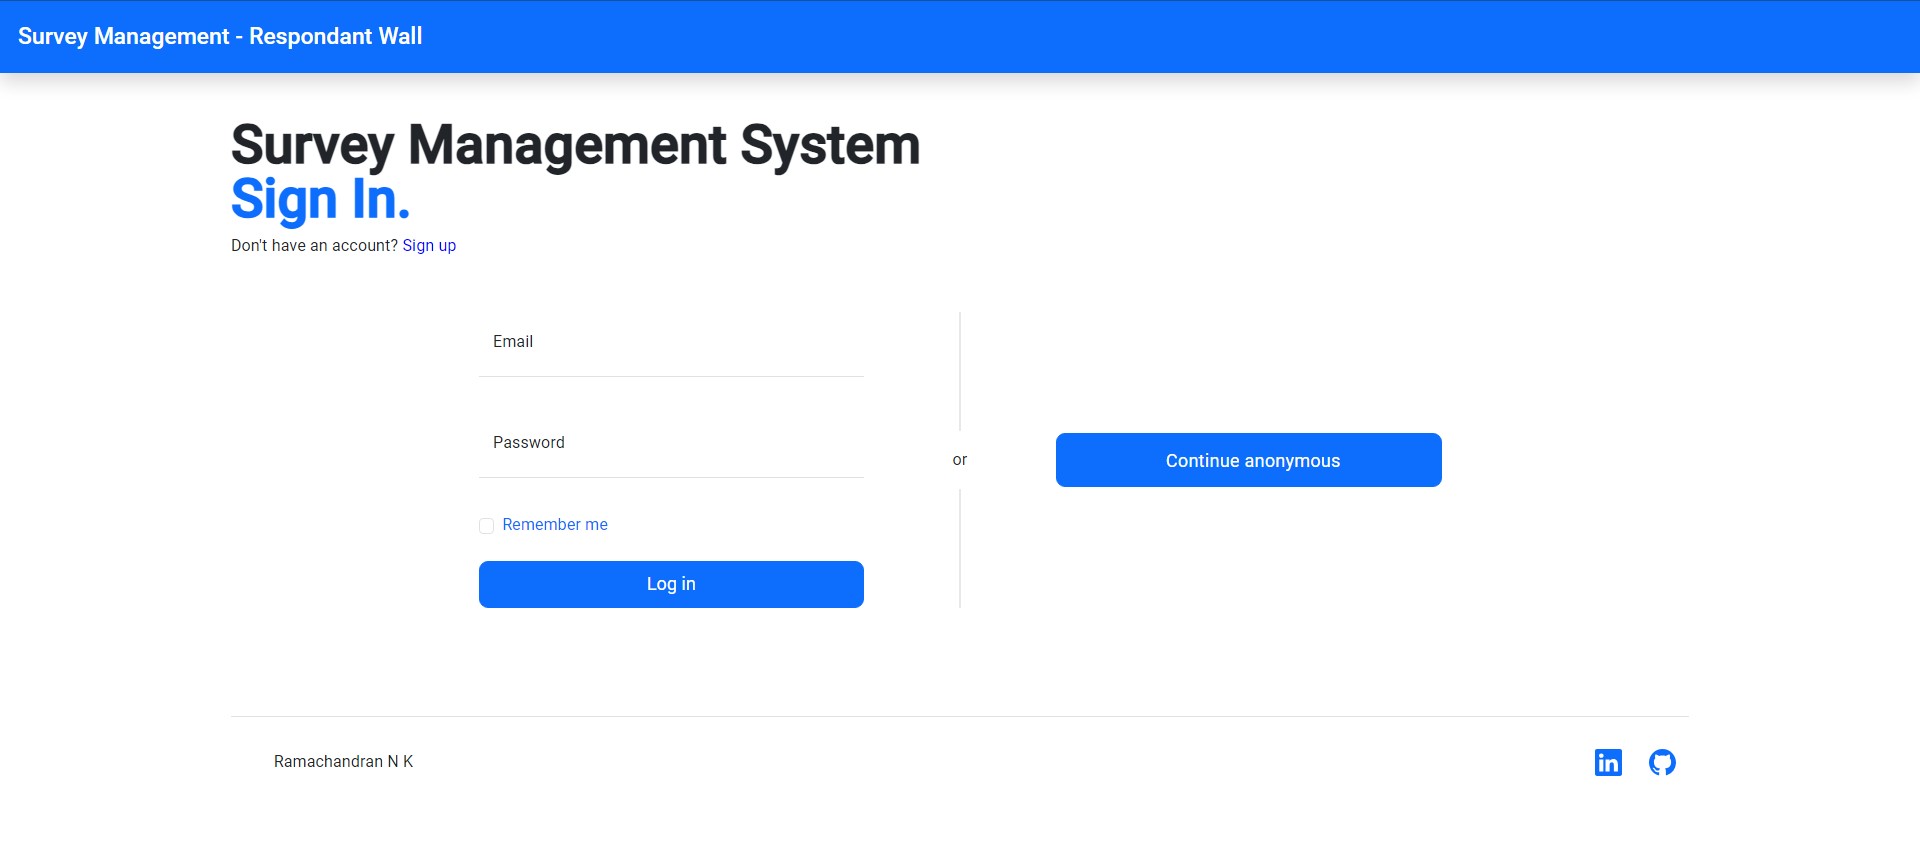 Survey Management - Respondant Wall
Survey Management System
Sign In.
Don't have an account? Sign up
Email
Password
Remember me
Log in
or
Continue anonymous
Ramachandran N K
in